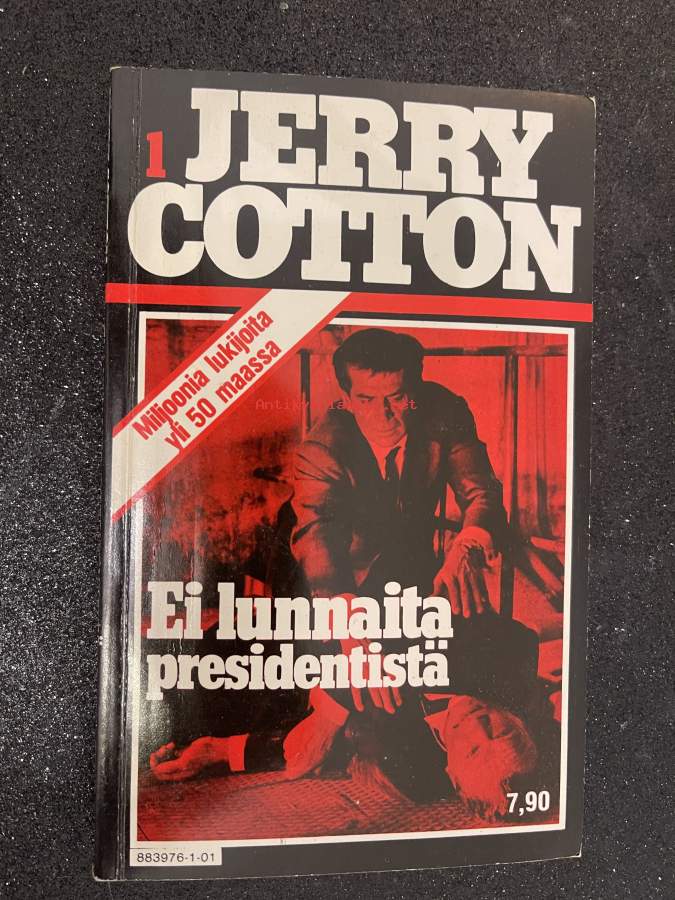 1 JERRY
COTTON
Miljoonia lukijoita
yli 50 maassa
Ei lunnaita
presidentistä
7,90
883976-1-01